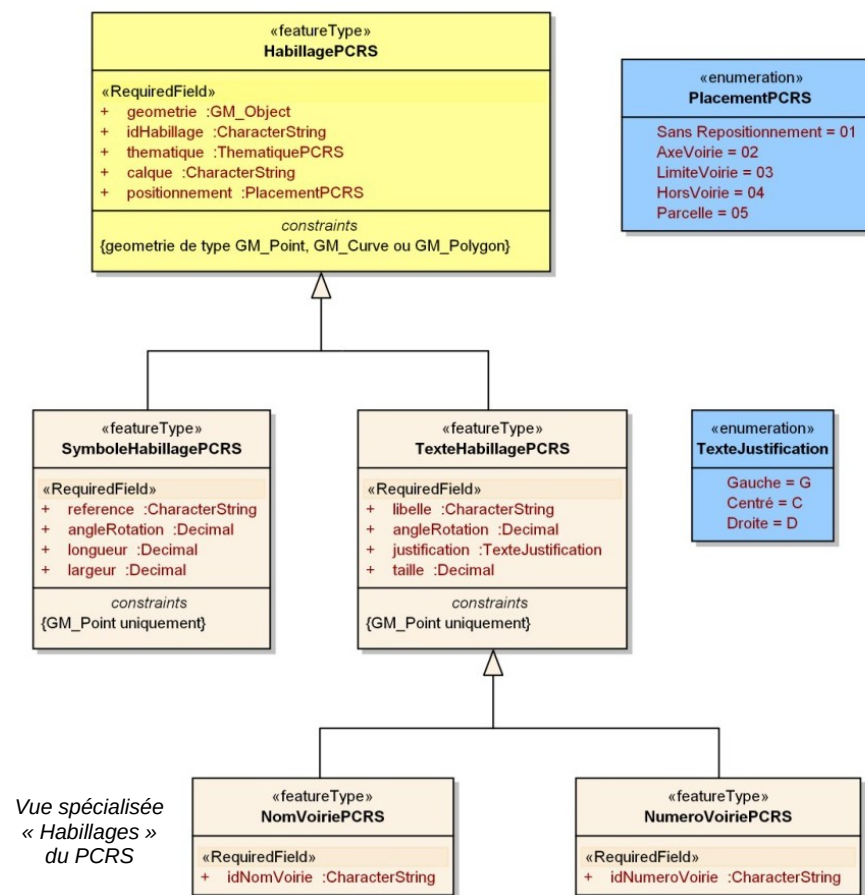 «featureType»
HabillagePCRS
«RequiredField»
+ geometrie :GM_Object
+ idHabillage :CharacterString
+ thematique :ThematiquePCRS
+ calque :CharacterString
+ positionnement :PlacementPCRS
constraints
{geometrie de type GM_Point, GM_Curve ou GM_Polygon}
«enumeration»
PlacementPCRS
Sans Repositionnement = 01
AxeVoirie = 02
LimiteVoirie = 03
HorsVoirie = 04
Parcelle = 05
«featureType»
SymboleHabillagePCRS
«RequiredField»
+ reference :CharacterString
+ angleRotation :Decimal
+ longueur :Decimal
+ largeur :Decimal
constraints
{GM_Point uniquement}
«featureType»
TexteHabillagePCRS
«RequiredField»
+ libelle :CharacterString
+ angleRotation :Decimal
+ justification :TexteJustification
+ taille :Decimal
constraints
{GM_Point uniquement}
«enumeration»
TexteJustification
Gauche = G
Centré = C
Droite = D
Vue spécialisée
« Habillages »
du PCRS
«featureType»
NomVoiriePCRS
«RequiredField»
+ idNomVoirie :CharacterString
«featureType»
NumeroVoiriePCRS
«RequiredField»
+ idNumeroVoirie :CharacterString